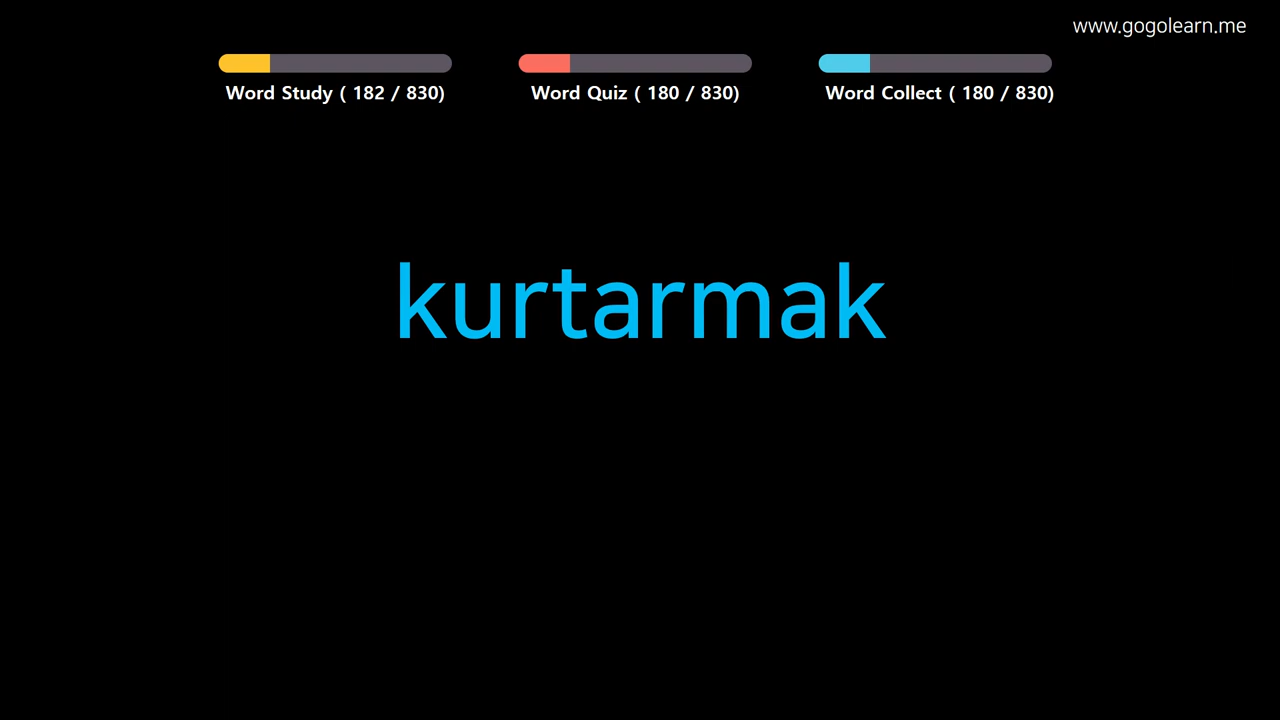 www.gogolearn.me
Word Study ( 182 / 830)
Word Quiz ( 180 / 830)
Word Collect ( 180 / 830)
kurtarmak